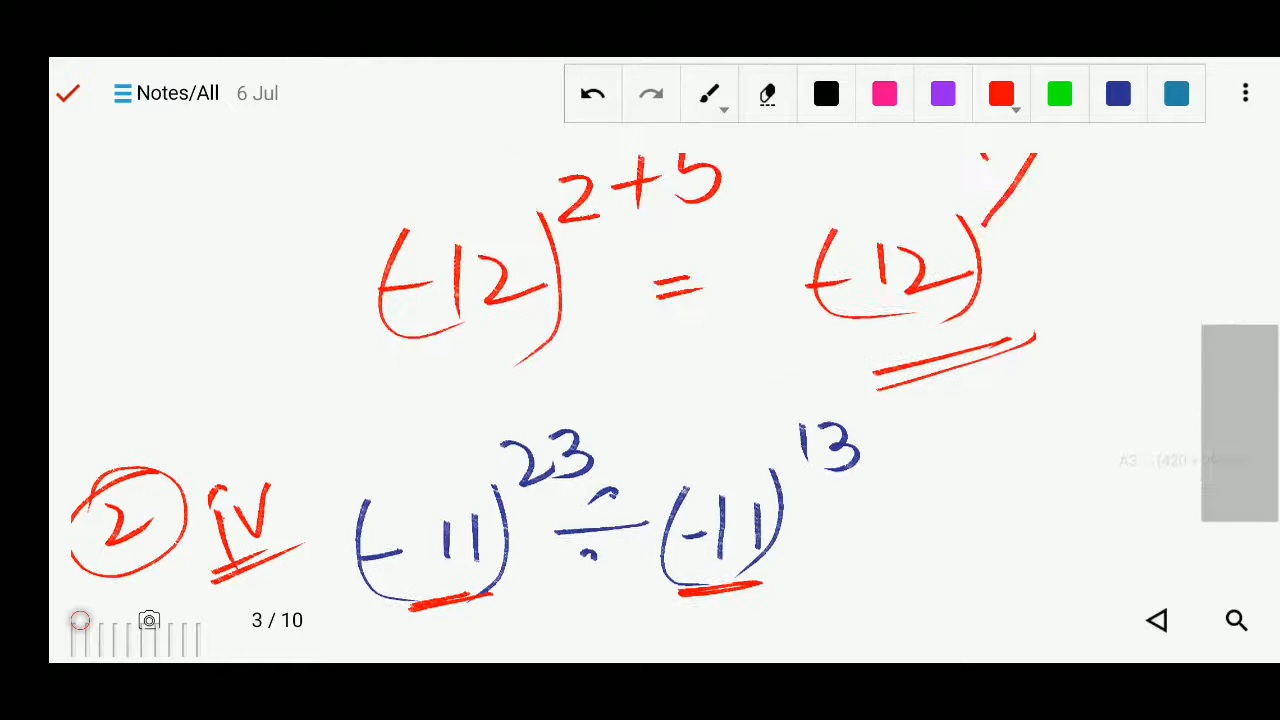 Notes/All 6 Jul
(-12)^2+5 = (-12)^7
② iv (-11)^23 ÷ (-11)^13
3 / 10